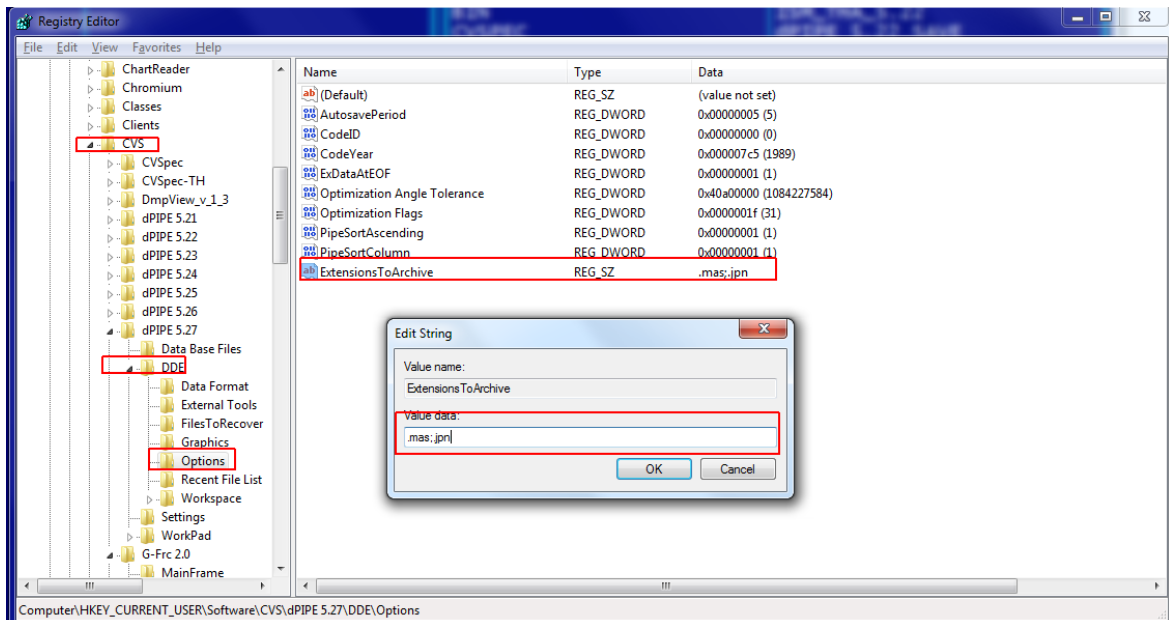 Registry Editor
File Edit View Favorites Help
ChartReader
Chromium
Classes
Clients
CVS
CVSpec
CVSpec-TH
DmpView_v_1_3
dPIPE 5.21
dPIPE 5.22
dPIPE 5.23
dPIPE 5.24
dPIPE 5.25
dPIPE 5.26
dPIPE 5.27
Data Base Files
DDE
Data Format
External Tools
FilesToRecover
Graphics
Options
Recent File List
Workspace
Settings
WorkPad
G-Frc 2.0
MainFrame
Name Type Data
(Default) REG_SZ (value not set)
AutosavePeriod REG_DWORD 0x00000005 (5)
CodeID REG_DWORD 0x00000000 (0)
CodeYear REG_DWORD 0x000007c5 (1989)
ExDataAtEOF REG_DWORD 0x00000001 (1)
Optimization Angle Tolerance REG_DWORD 0x40a00000 (1084227584)
Optimization Flags REG_DWORD 0x0000001f (31)
PipeSortAscending REG_DWORD 0x00000001 (1)
PipeSortColumn REG_DWORD 0x00000001 (1)
ExtensionsToArchive REG_SZ .mas;.jpn
Edit String
Value name:
ExtensionsToArchive
Value data:
.mas;.jpn
OK Cancel
Computer\HKEY_CURRENT_USER\Software\CVS\dPIPE 5.27\DDE\Options